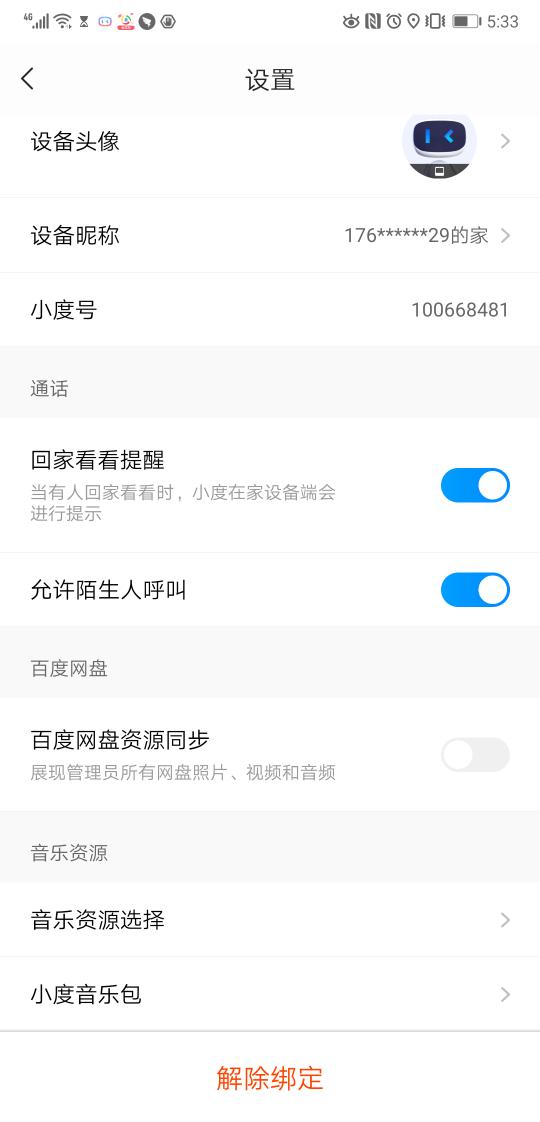 4G 5:33
设置
设备头像
设备昵称 176******29的家
小度号 100668481
通话
回家看看提醒
当有人回家看看时，小度在家设备端会
进行提示
允许陌生人呼叫
百度网盘
百度网盘资源同步
展现管理员所有网盘照片、视频和音频
音乐资源
音乐资源选择
小度音乐包
解除绑定